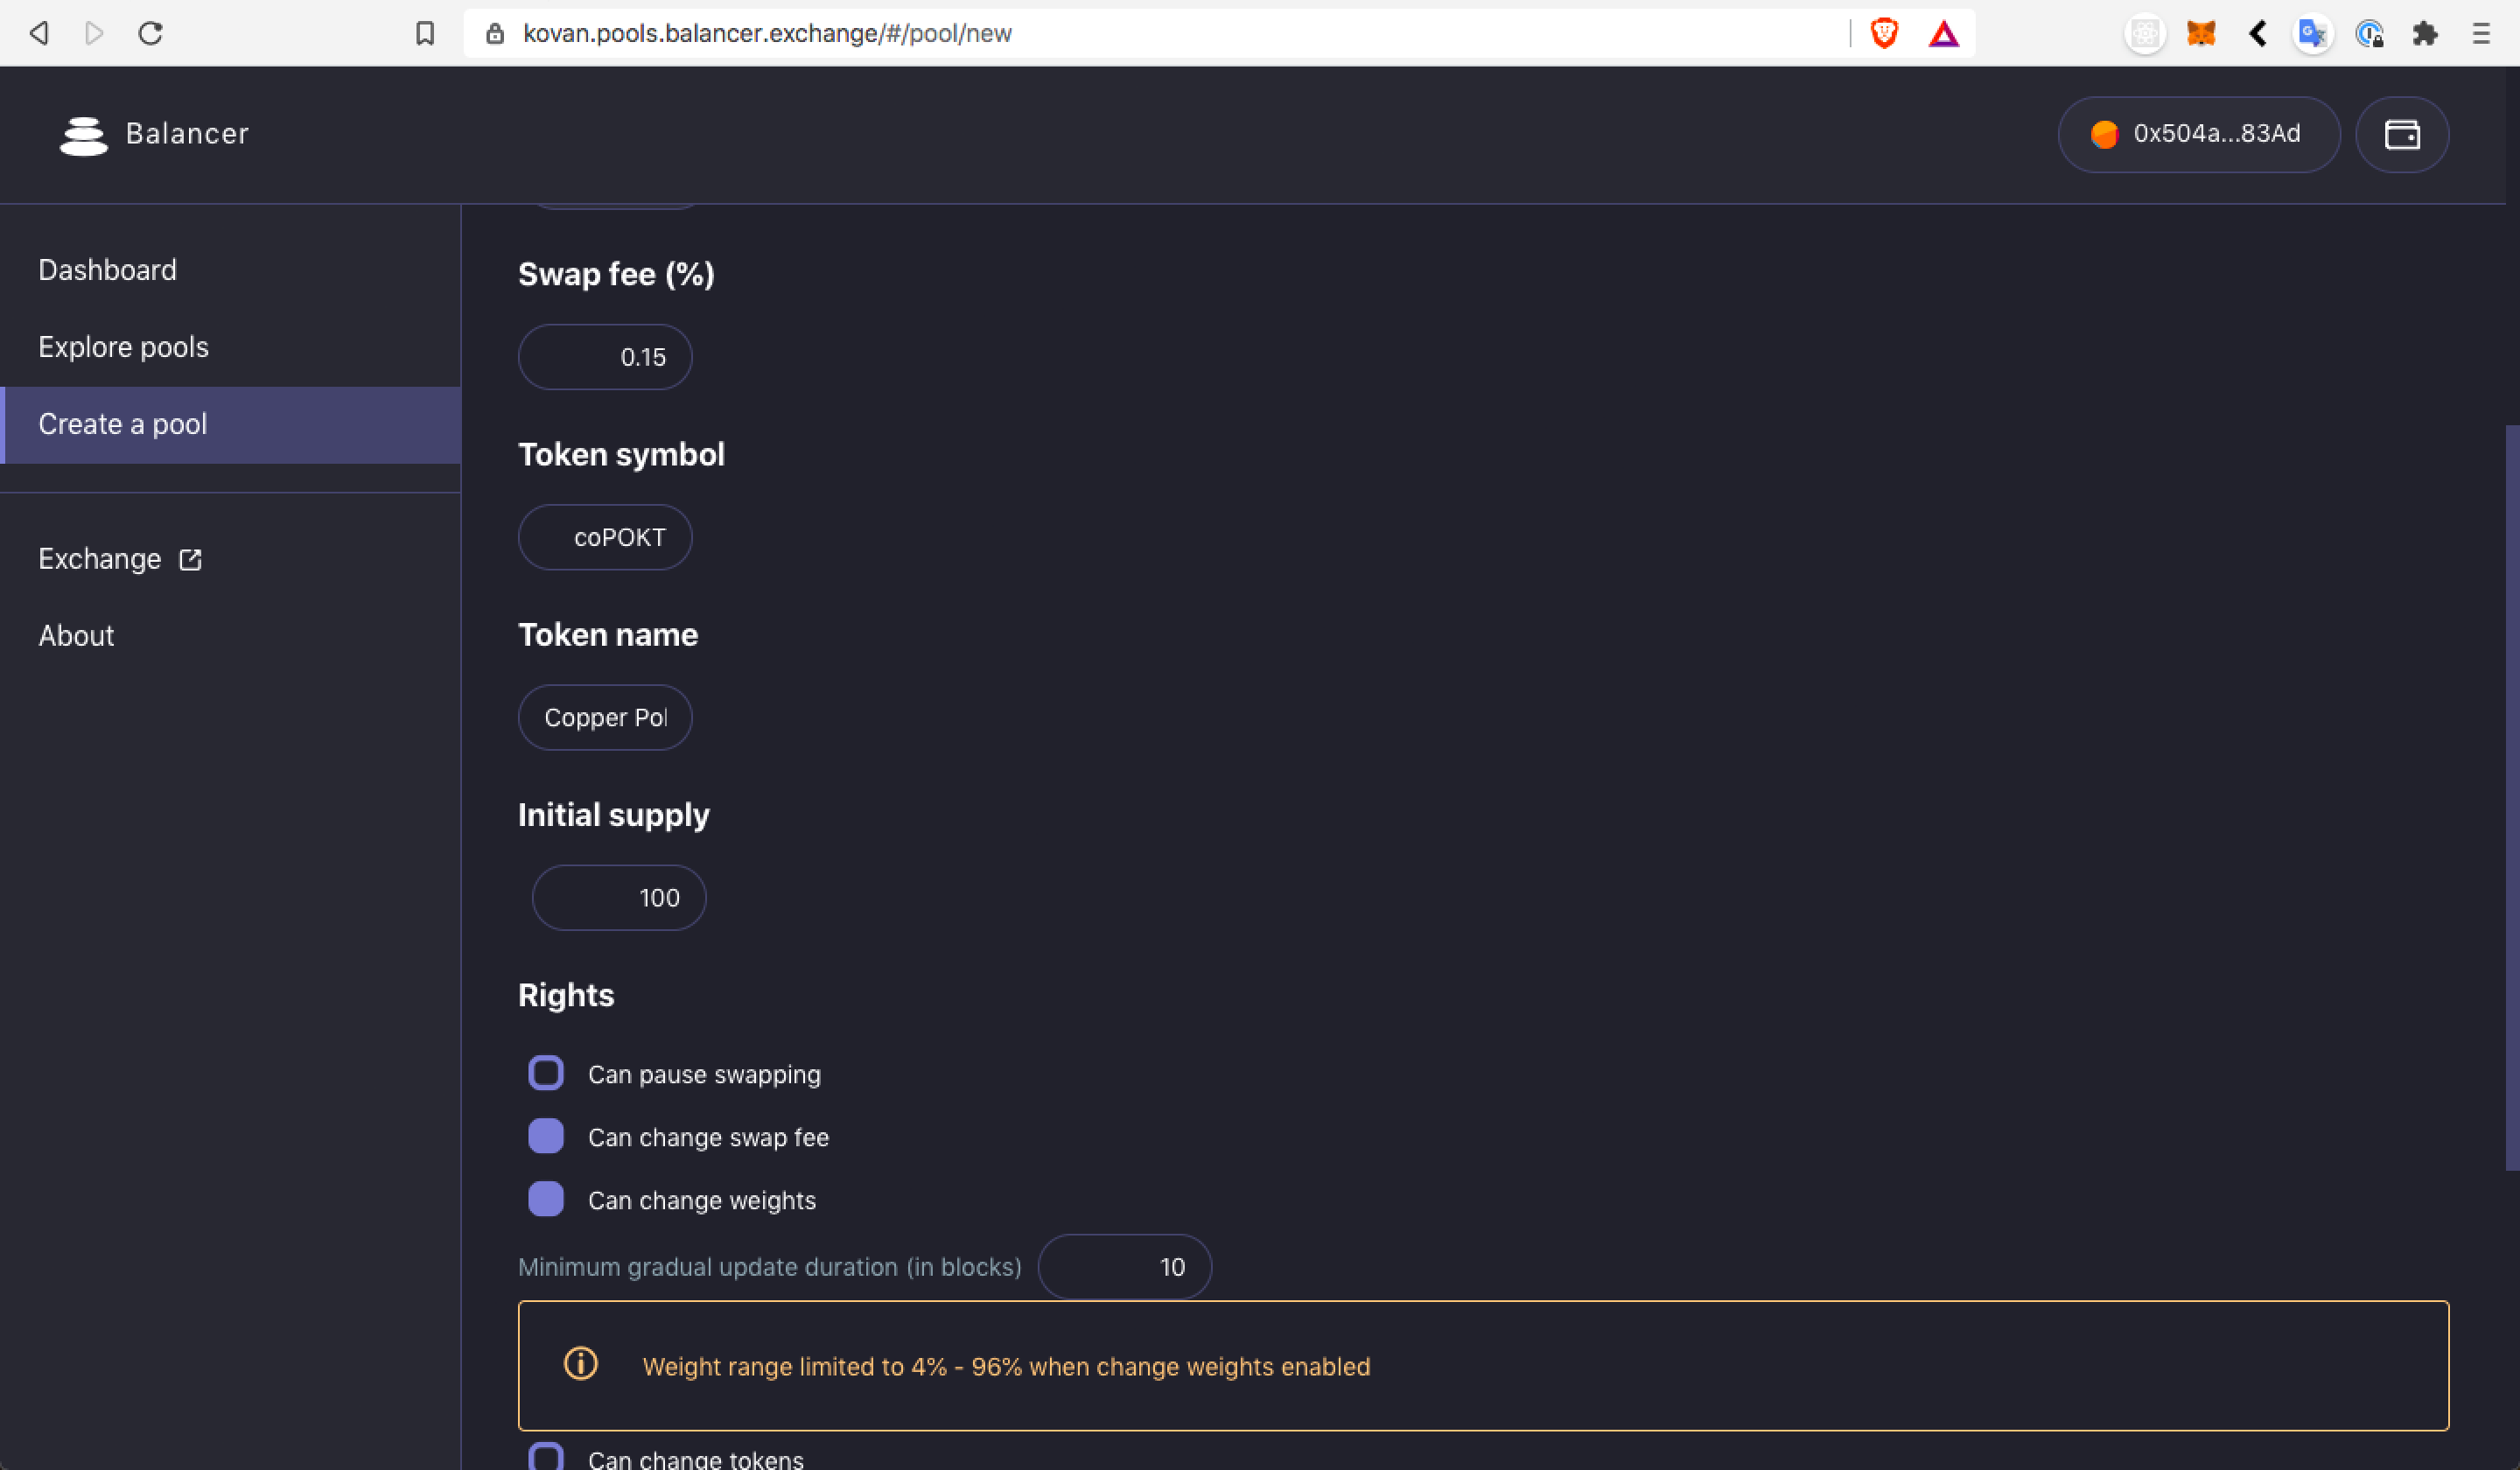 kovan.pools.balancer.exchange/#/pool/new
Balancer
0x504a...83Ad
Dashboard
Explore pools
Create a pool
Exchange
About
Swap fee (%)
0.15
Token symbol
coPOKT
Token name
Copper Pol
Initial supply
100
Rights
Can pause swapping
Can change swap fee
Can change weights
Minimum gradual update duration (in blocks)
10
Weight range limited to 4% - 96% when change weights enabled
Can change tokens